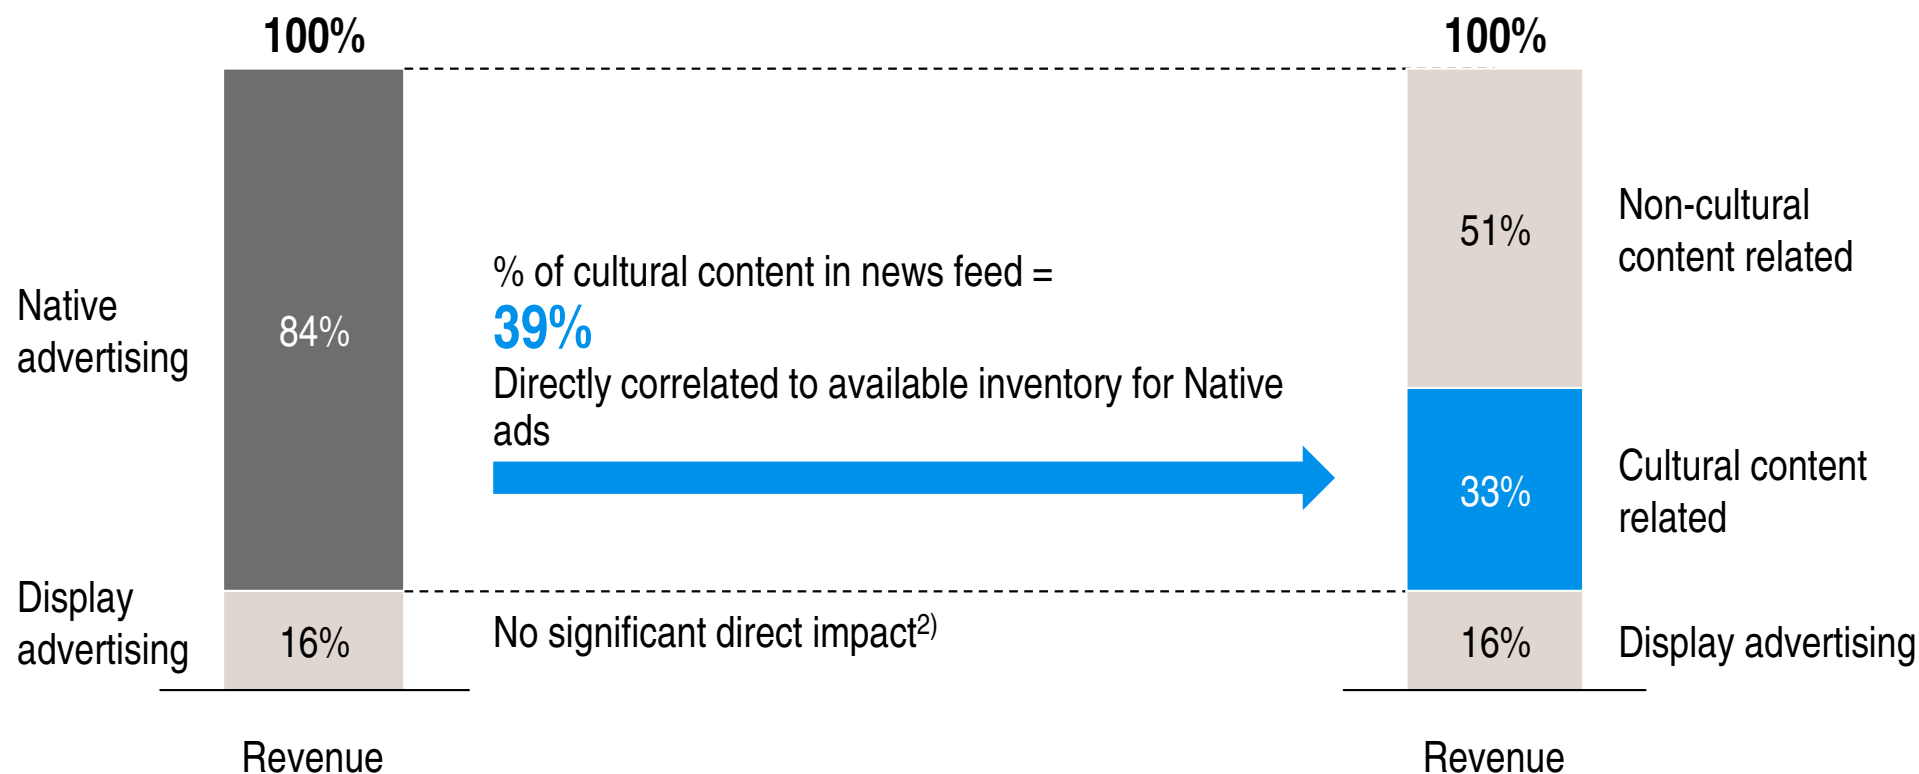 100%
100%
Native
advertising
84%
% of cultural content in news feed =
39%
Directly correlated to available inventory for Native
ads
51%
Non-cultural
content related
33%
Cultural content
related
Display
advertising
16%
No significant direct impact2)
16%
Display advertising
Revenue
Revenue